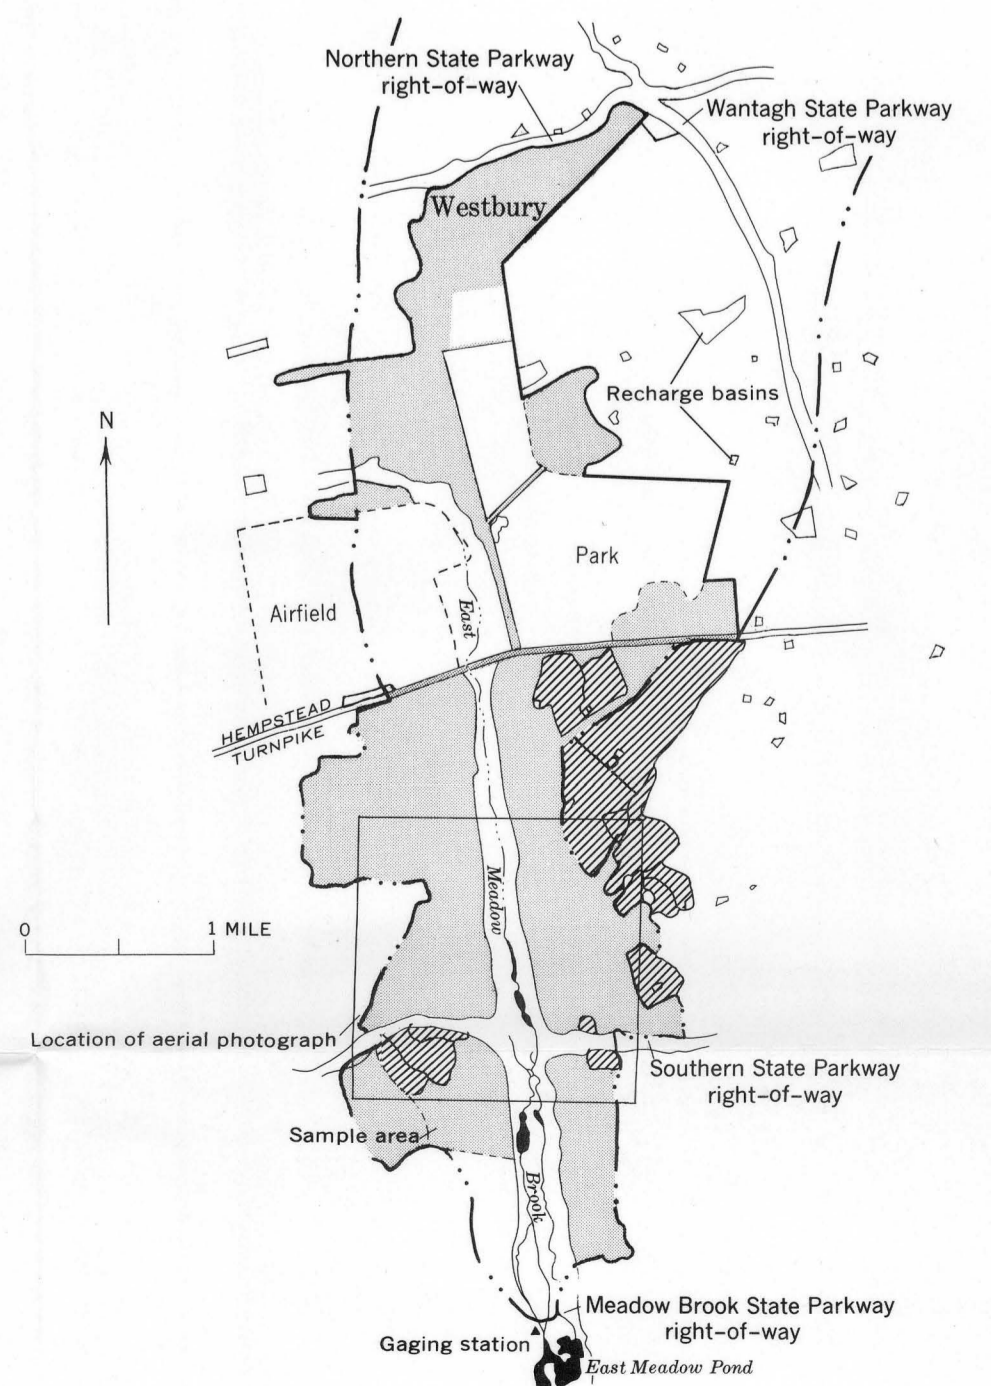 Northern State Parkway
right-of-way
Wantagh State Parkway
right-of-way
Westbury
Recharge basins
N
Park
Airfield
East
HEMPSTEAD
TURNPIKE
Meadow
0 1 MILE
Location of aerial photograph
Southern State Parkway
right-of-way
Sample area
Brook
Meadow Brook State Parkway
right-of-way
Gaging station
East Meadow Pond